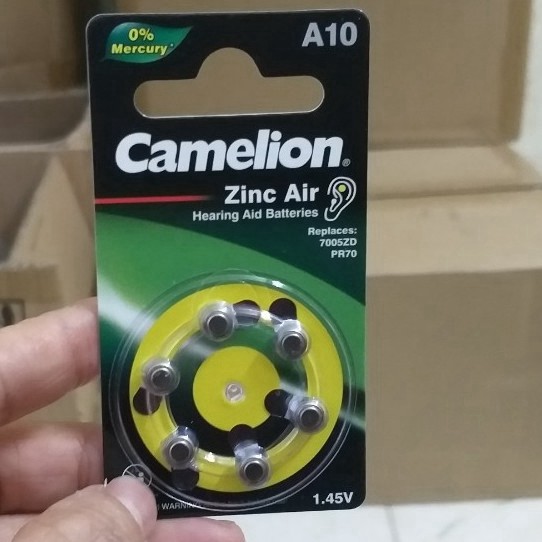 0%
Mercury
A10
Camelion®
Zinc Air
Hearing Aid Batteries
Replaces:
7005ZD
PR70
WARNING
1.45V